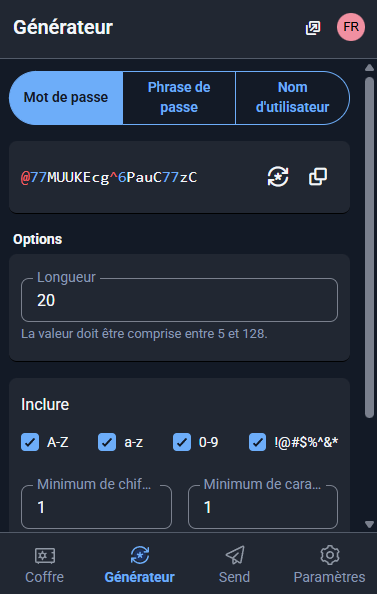 Générateur
FR
Mot de passe
Phrase de
passe
Nom
d'utilisateur
@77MUUKEcg^6PauC77zC
Options
Longueur
20
La valeur doit être comprise entre 5 et 128.
Inclure
A-Z
a-z
0-9
!@#$%^&*
Minimum de chif...
Minimum de cara...
1
1
Coffre
Générateur
Send
Paramètres